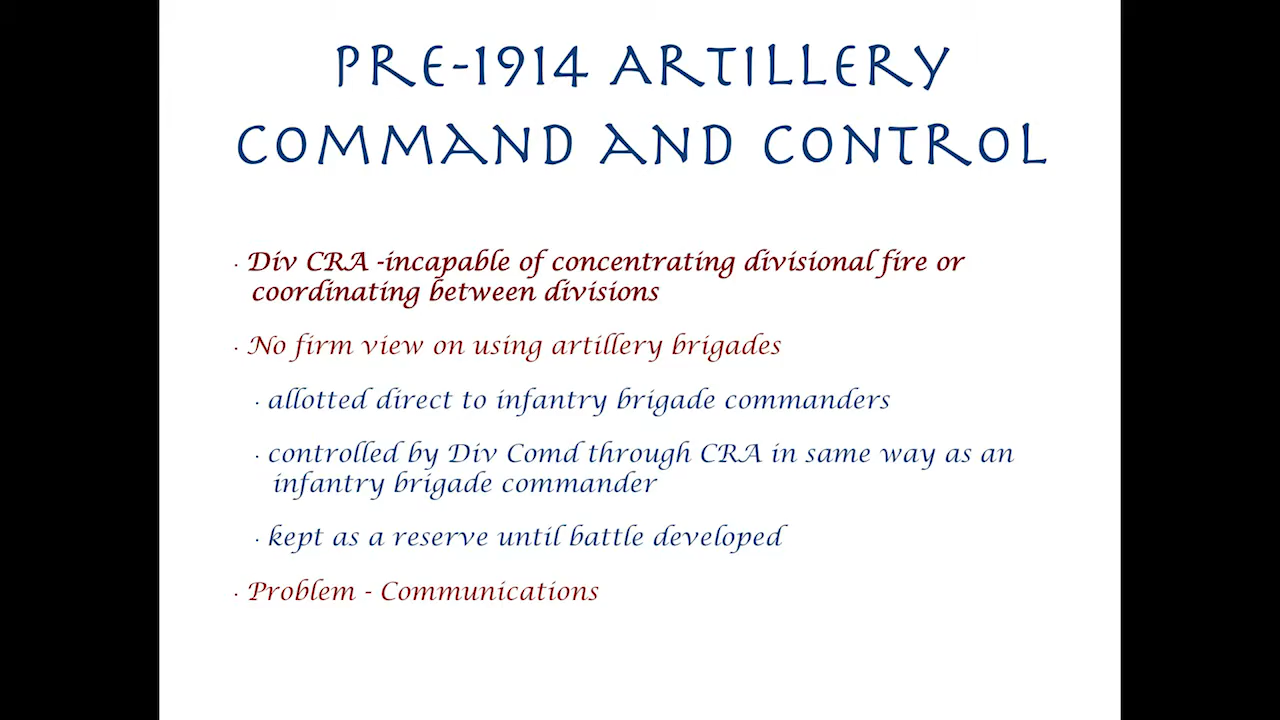 PRE-1914 ARTILLERY
COMMAND AND CONTROL
· Div CRA -incapable of concentrating divisional fire or
coordinating between divisions
· No firm view on using artillery brigades
· allotted direct to infantry brigade commanders
· controlled by Div Comd through CRA in same way as an
infantry brigade commander
· kept as a reserve until battle developed
· Problem - Communications